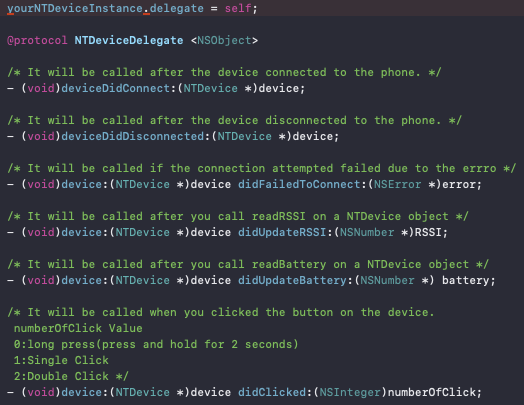 yourNTDeviceInstance.delegate = self;
@protocol NTDeviceDelegate <NSObject>
/* It will be called after the device connected to the phone. */
- (void)deviceDidConnect:(NTDevice *)device;
/* It will be called after the device disconnected to the phone. */
- (void)deviceDidDisconnected:(NTDevice *)device;
/* It will be called if the connection attempted failed due to the errro */
- (void)device:(NTDevice *)device didFailedToConnect:(NSError *)error;
/* It will be called after you call readRSSI on a NTDevice object */
- (void)device:(NTDevice *)device didUpdateRSSI:(NSNumber *)RSSI;
/* It will be called after you call readBattery on a NTDevice object */
- (void)device:(NTDevice *)device didUpdateBattery:(NSNumber *) battery;
/* It will be called when you clicked the button on the device.
numberOfClick Value
0:long press(press and hold for 2 seconds)
1:Single Click
2:Double Click */
- (void)device:(NTDevice *)device didClicked:(NSInteger)numberOfClick;